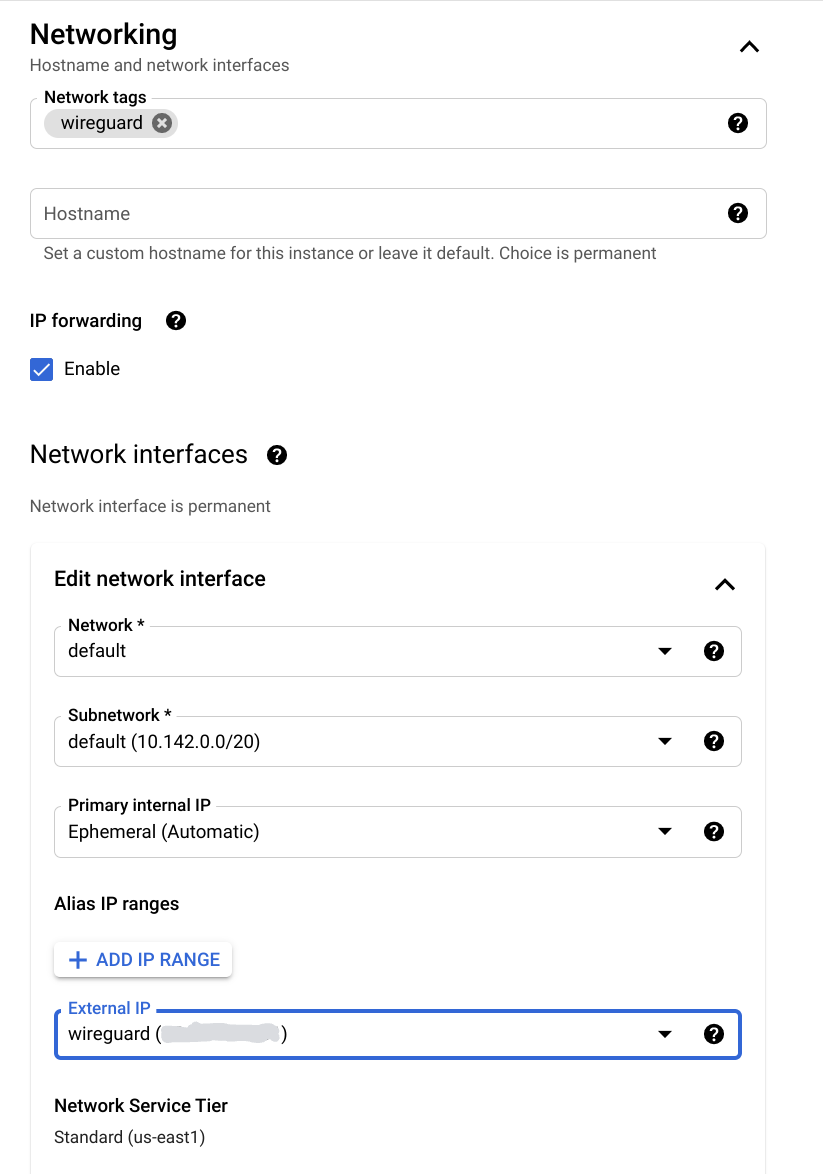 Networking
Hostname and network interfaces
Network tags
wireguard
Hostname
Set a custom hostname for this instance or leave it default. Choice is permanent
IP forwarding
Enable
Network interfaces
Network interface is permanent
Edit network interface
Network *
default
Subnetwork *
default (10.142.0.0/20)
Primary internal IP
Ephemeral (Automatic)
Alias IP ranges
ADD IP RANGE
External IP
wireguard ( )
Network Service Tier
Standard (us-east1)